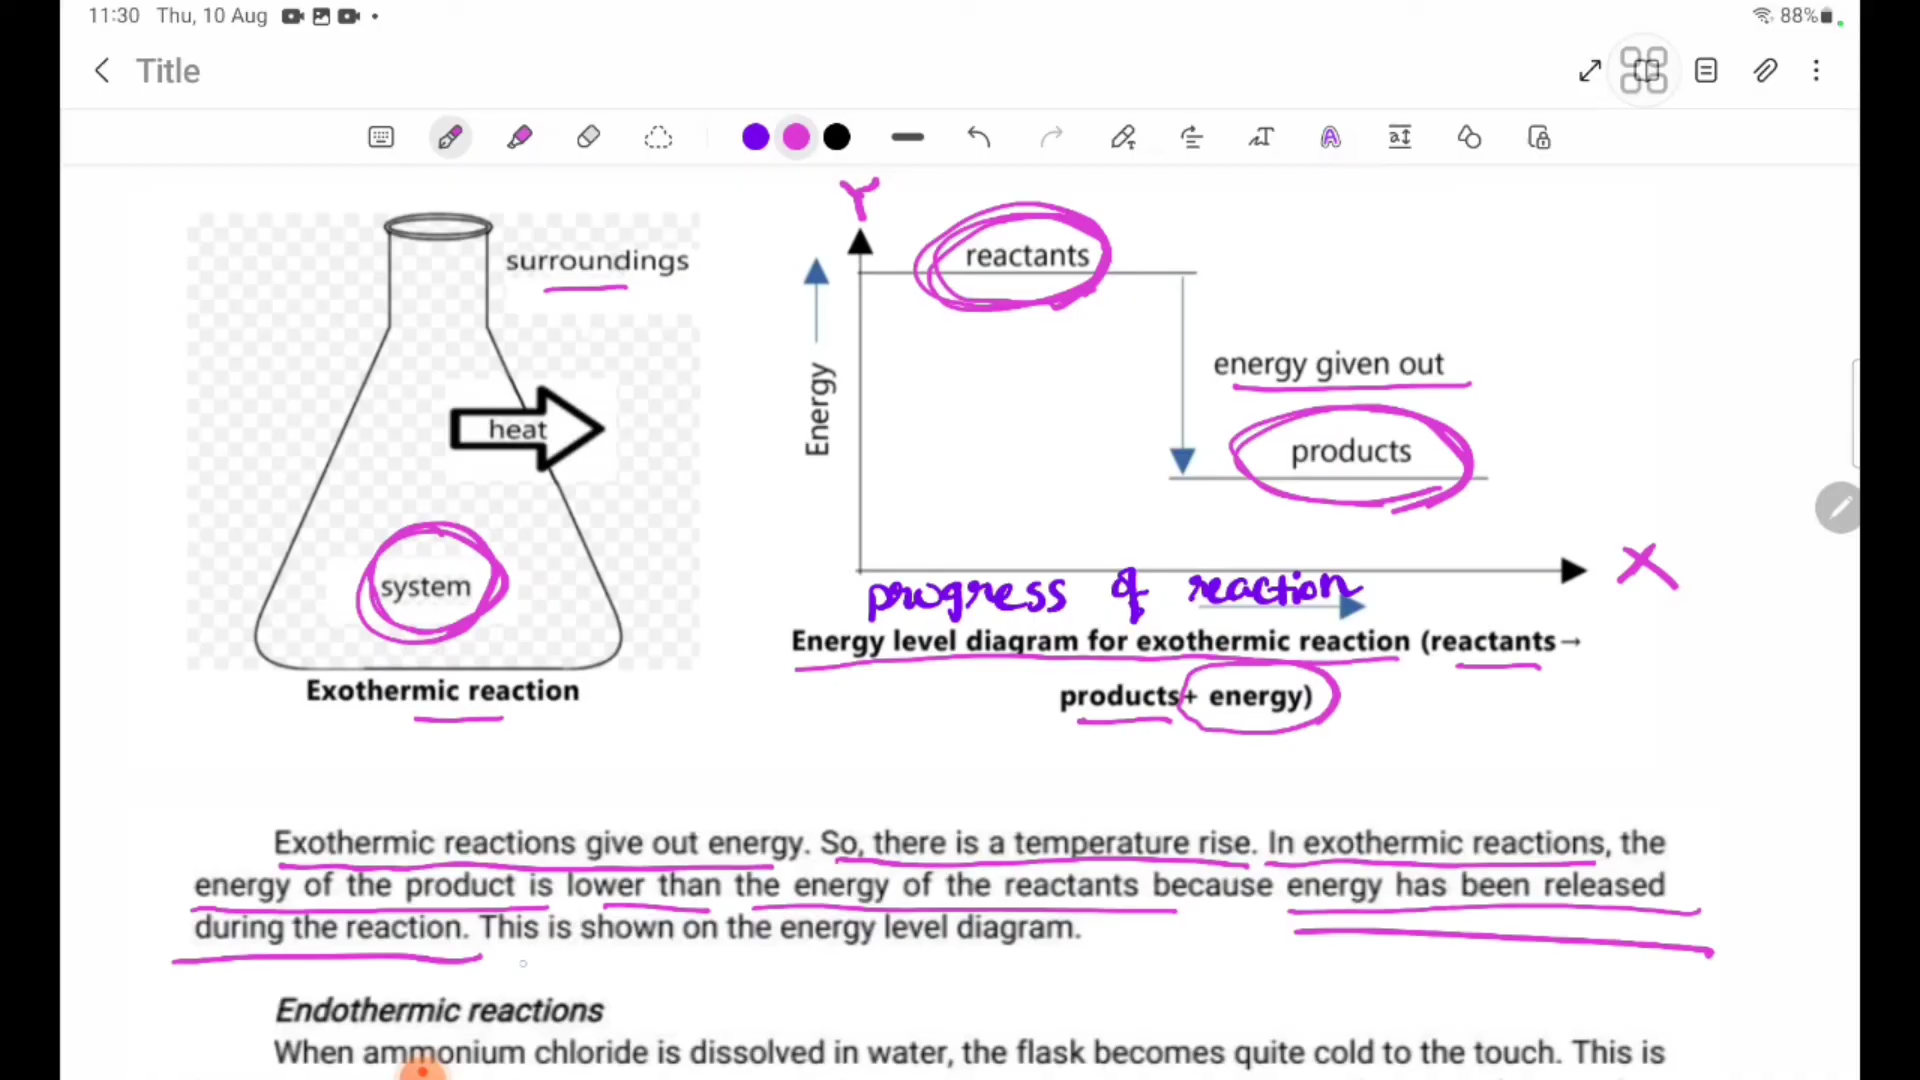 11:30 Thu, 10 Aug
88%
Title
Y
surroundings
reactants
energy given out
heat
Energy
products
system
X
progress of reaction
Exothermic reaction
Energy level diagram for exothermic reaction (reactants→
products+ energy)
Exothermic reactions give out energy. So, there is a temperature rise. In exothermic reactions, the
energy of the product is lower than the energy of the reactants because energy has been released
during the reaction. This is shown on the energy level diagram.
Endothermic reactions
When ammonium chloride is dissolved in water, the flask becomes quite cold to the touch. This is